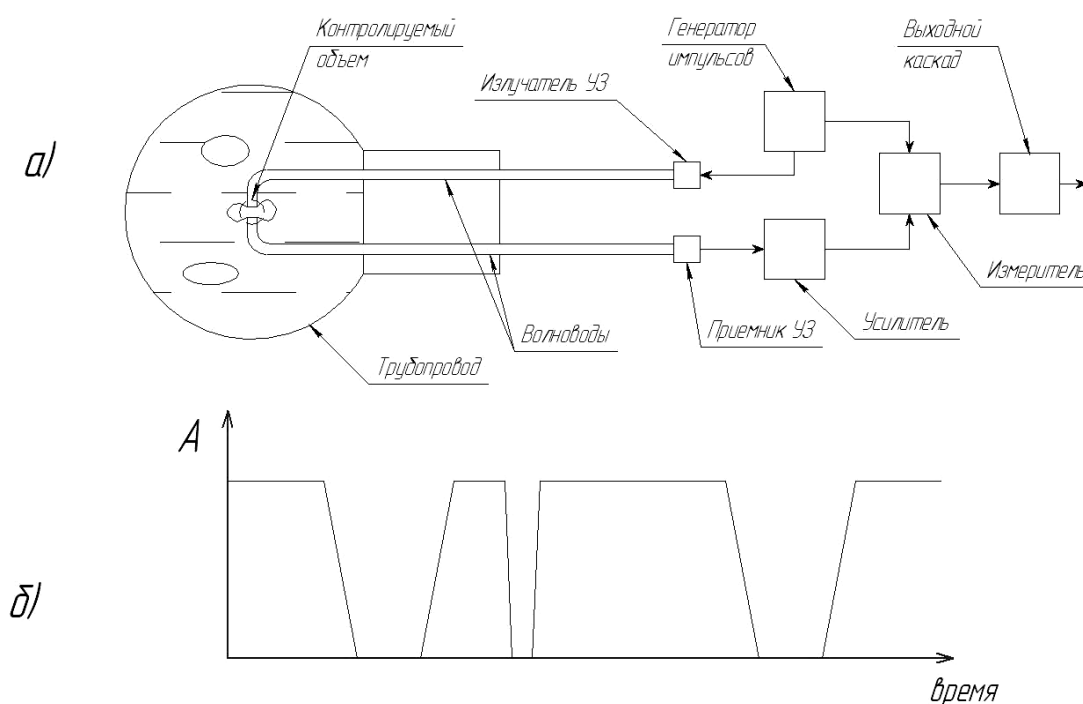 Контролируемый
объем
Генератор
импульсов
Выходной
каскад
Излучатель УЗ
а)
Измеритель
Волноводы
Приемник УЗ
Усилитель
Трубопровод
А
б)
время